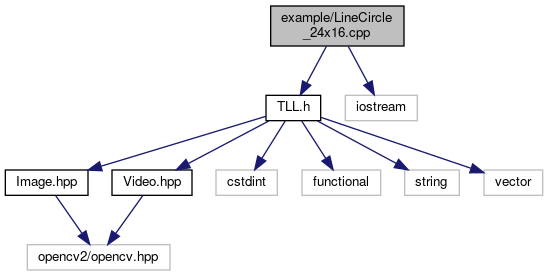 example/LineCircle
_24x16.cpp
TLL.h
iostream
Image.hpp
Video.hpp
cstdint
functional
string
vector
opencv2/opencv.hpp